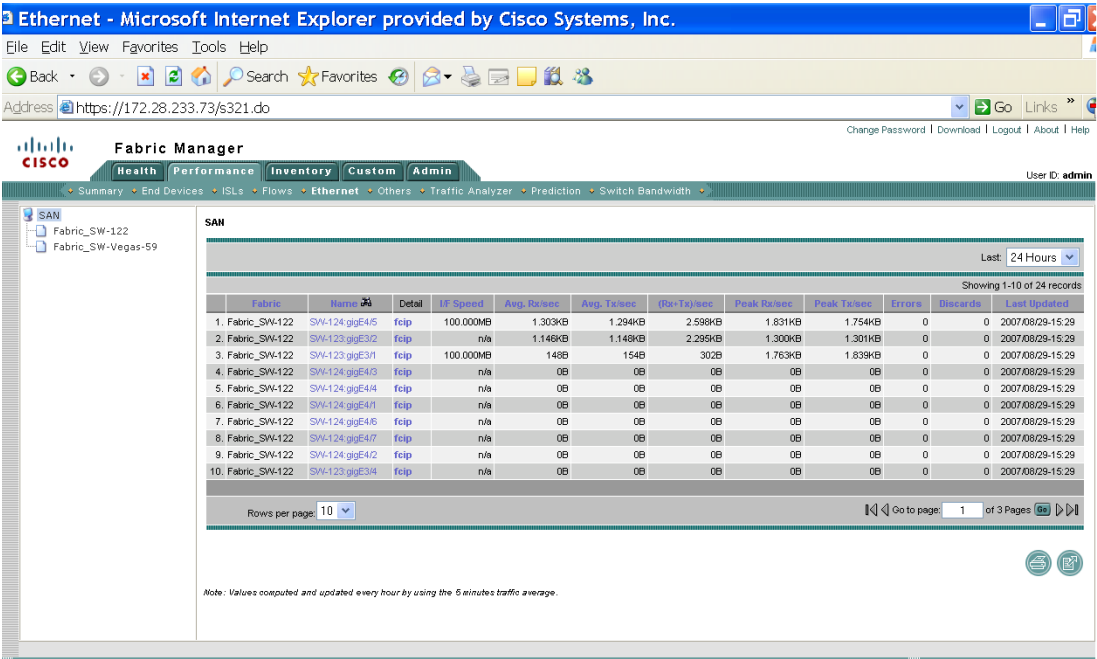 Ethernet - Microsoft Internet Explorer provided by Cisco Systems, Inc.
File Edit View Favorites Tools Help
Back Search Favorites
Address https://172.28.233.73/s321.do Go Links »
Change Password | Download | Logout | About | Help
CISCO Fabric Manager
Health Performance Inventory Custom Admin
User ID: admin
Summary End Devices ISLs Flows Ethernet Others Traffic Analyzer Prediction Switch Bandwidth
SAN
Fabric_SW-122
Fabric_SW-Vegas-59
SAN
Last: 24 Hours
Showing 1-10 of 24 records
Fabric Name Detail I/F Speed Avg. Rx/sec Avg. Tx/sec (Rx+Tx)/sec Peak Rx/sec Peak Tx/sec Errors Discards Last Updated
1. Fabric_SW-122 SW-124:gigE4/5 fcip 100.000MB 1.303KB 1.294KB 2.598KB 1.831KB 1.754KB 0 0 2007/08/29-15:29
2. Fabric_SW-122 SW-123:gigE3/2 fcip n/a 1.146KB 1.148KB 2.295KB 1.300KB 1.301KB 0 0 2007/08/29-15:29
3. Fabric_SW-122 SW-123:gigE3/1 fcip 100.000MB 148B 154B 302B 1.763KB 1.839KB 0 0 2007/08/29-15:29
4. Fabric_SW-122 SW-124:gigE4/3 fcip n/a 0B 0B 0B 0B 0B 0 0 2007/08/29-15:29
5. Fabric_SW-122 SW-124:gigE4/4 fcip n/a 0B 0B 0B 0B 0B 0 0 2007/08/29-15:29
6. Fabric_SW-122 SW-124:gigE4/1 fcip n/a 0B 0B 0B 0B 0B 0 0 2007/08/29-15:29
7. Fabric_SW-122 SW-124:gigE4/6 fcip n/a 0B 0B 0B 0B 0B 0 0 2007/08/29-15:29
8. Fabric_SW-122 SW-124:gigE4/7 fcip n/a 0B 0B 0B 0B 0B 0 0 2007/08/29-15:29
9. Fabric_SW-122 SW-124:gigE4/2 fcip n/a 0B 0B 0B 0B 0B 0 0 2007/08/29-15:29
10. Fabric_SW-122 SW-123:gigE3/4 fcip n/a 0B 0B 0B 0B 0B 0 0 2007/08/29-15:29
Rows per page: 10 Go to page: 1 of 3 Pages Go
Note: Values computed and updated every hour by using the 5 minutes traffic average.